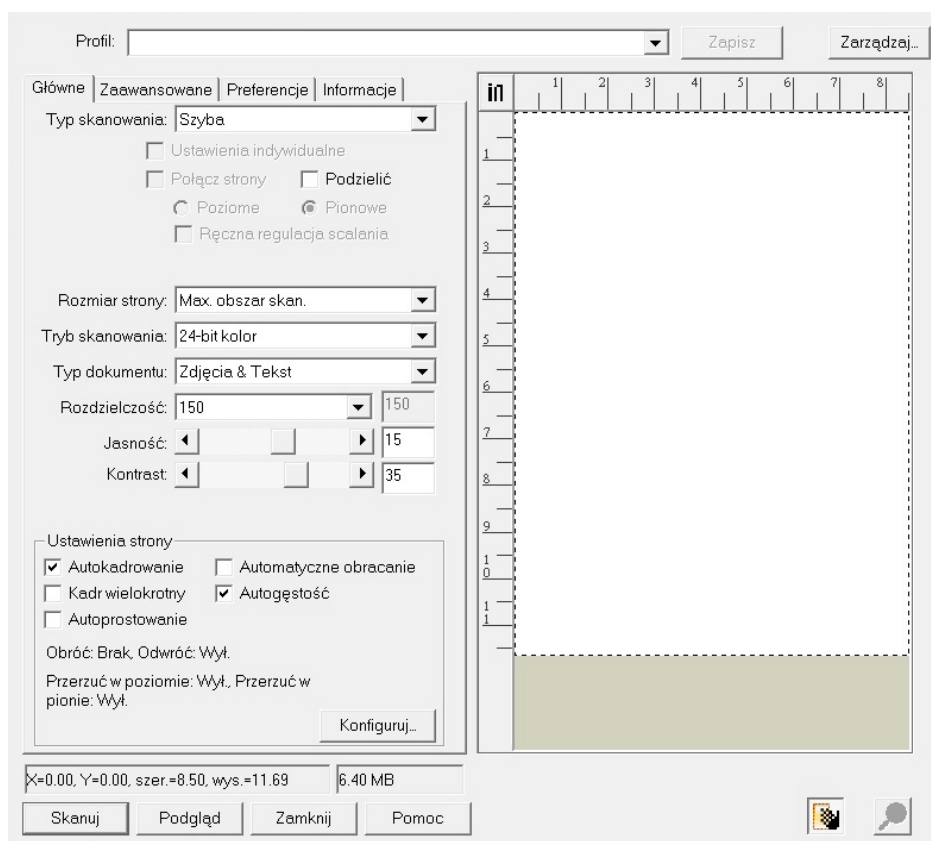 Profil: Zapisz Zarządzaj...
Główne Zaawansowane Preferencje Informacje
in 1 2 3 4 5 6 7 8
Typ skanowania: Szyba
Ustawienia indywidualne
Połącz strony Podzielić
Poziome Pionowe
Ręczna regulacja scalania
Rozmiar strony: Max. obszar skan.
Tryb skanowania: 24-bit kolor
Typ dokumentu: Zdjęcia & Tekst
Rozdzielczość: 150 150
Jasność: 15
Kontrast: 35
Ustawienia strony
Autokadrowanie Automatyczne obracanie
Kadr wielokrotny Autogęstość
Autoprostowanie
Obróć: Brak, Odwróć: Wył.
Przerzuć w poziomie: Wył., Przerzuć w
pionie: Wył.
Konfiguruj...
1
2
3
4
5
6
7
8
9
10
11
X=0.00, Y=0.00, szer.=8.50, wys.=11.69 6.40 MB
Skanuj Podgląd Zamknij Pomoc